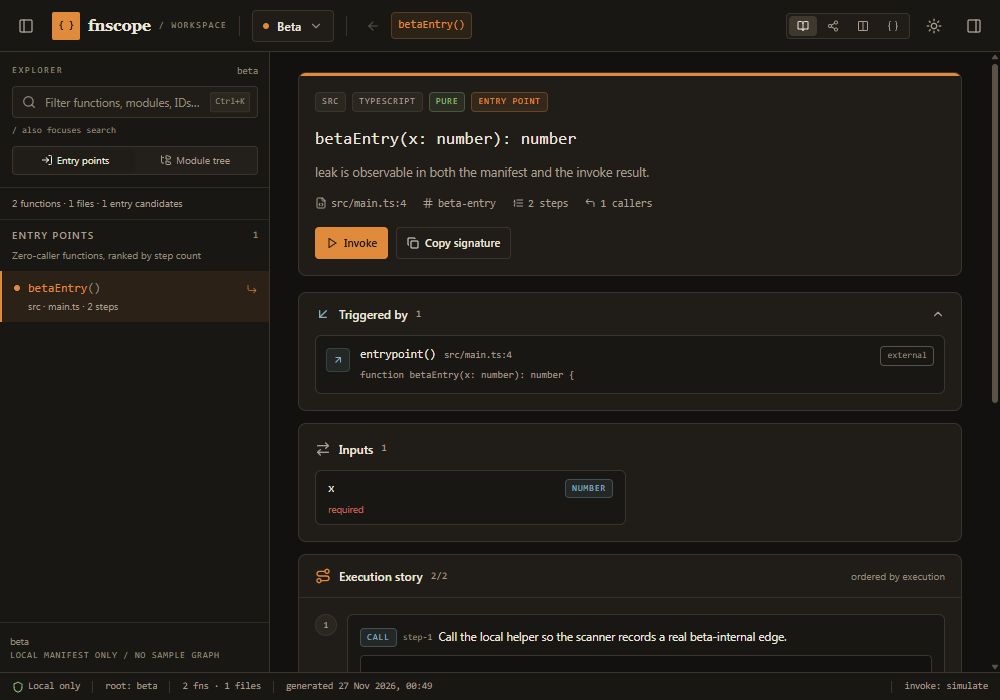 { } fnscope / WORKSPACE Beta betaEntry() { }
EXPLORER beta
Filter functions, modules, IDs... Ctrl+K
/ also focuses search
Entry points Module tree
2 functions · 1 files · 1 entry candidates
ENTRY POINTS 1
Zero-caller functions, ranked by step count
betaEntry()
src · main.ts · 2 steps
beta
LOCAL MANIFEST ONLY / NO SAMPLE GRAPH
SRC TYPESCRIPT PURE ENTRY POINT
betaEntry(x: number): number
leak is observable in both the manifest and the invoke result.
src/main.ts:4 # beta-entry 2 steps 1 callers
Invoke Copy signature
Triggered by 1
entrypoint() src/main.ts:4 external
function betaEntry(x: number): number {
Inputs 1
x NUMBER
required
Execution story 2/2 ordered by execution
1 CALL step-1 Call the local helper so the scanner records a real beta-internal edge.
Local only root: beta 2 fns · 1 files generated 27 Nov 2026, 00:49 invoke: simulate